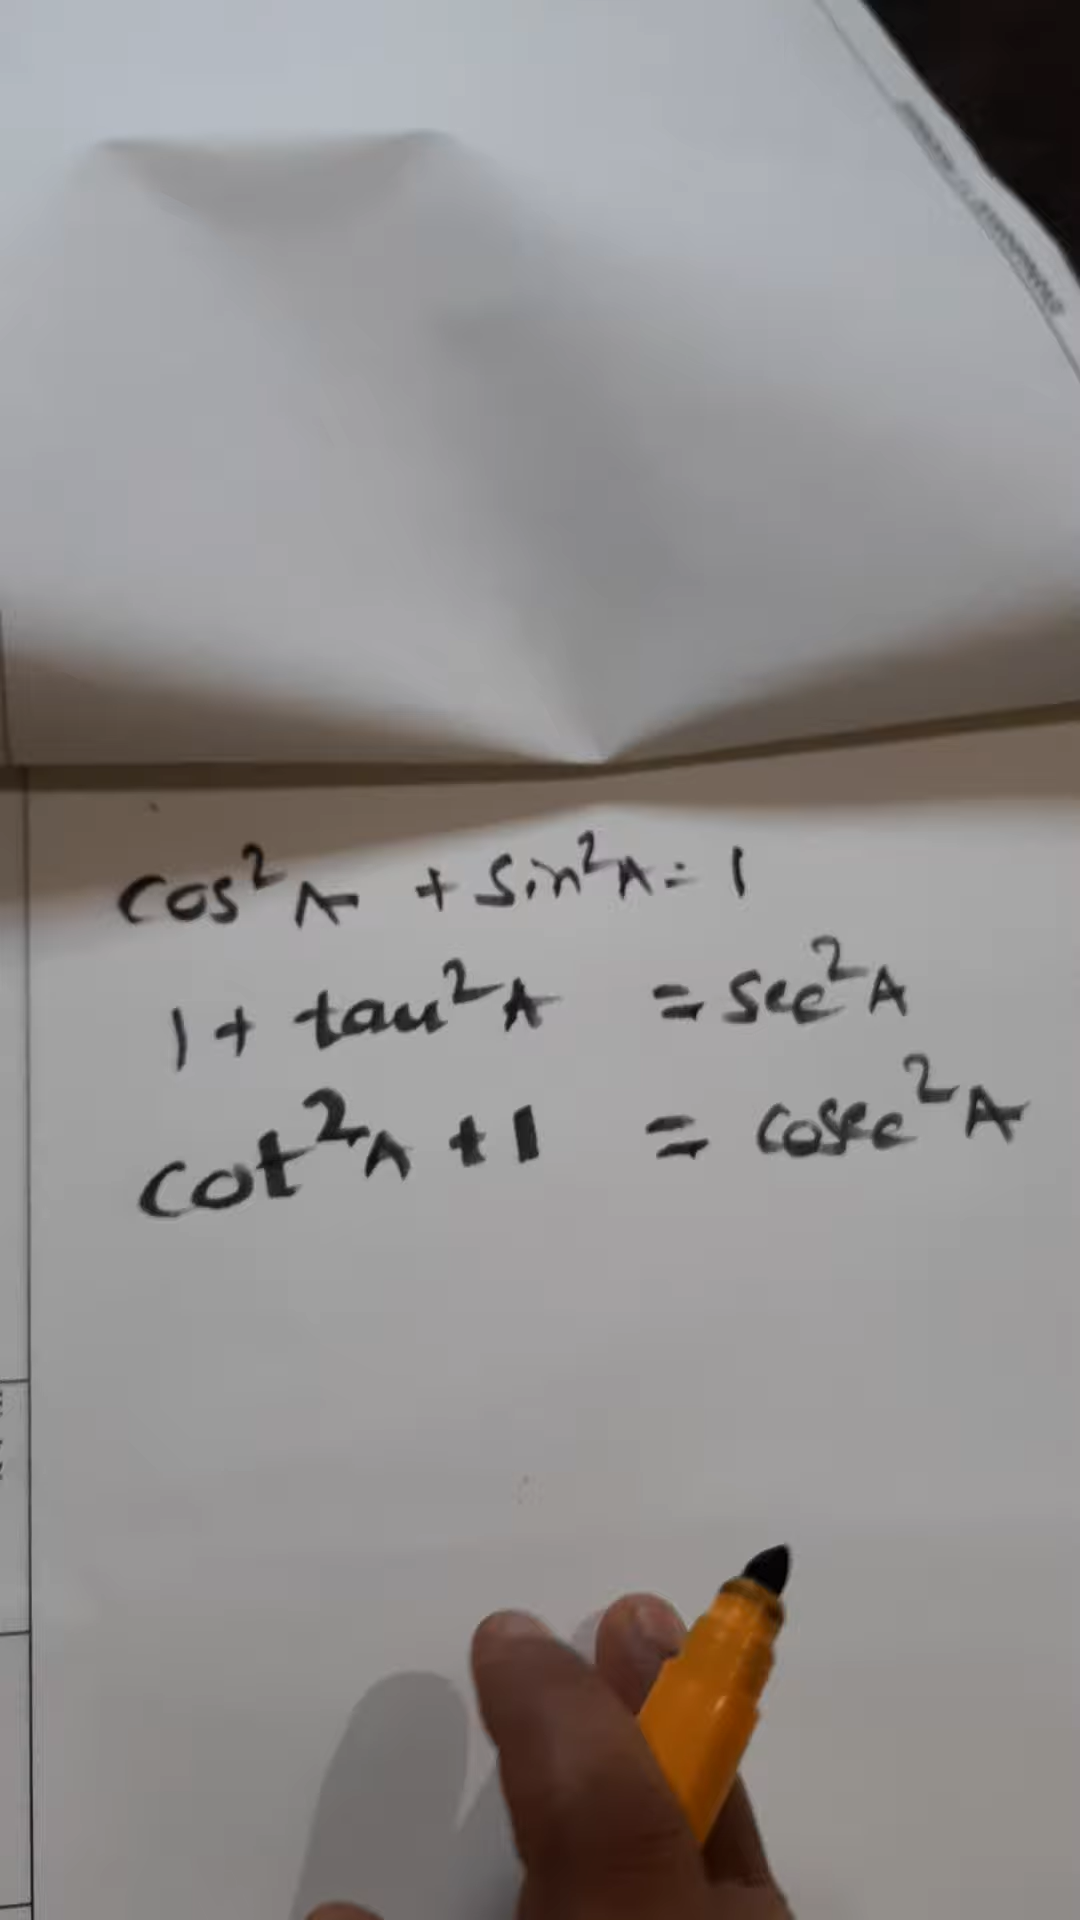 cos²A + sin²A = 1
1 + tan²A = sec²A
cot²A + 1 = cosec²A